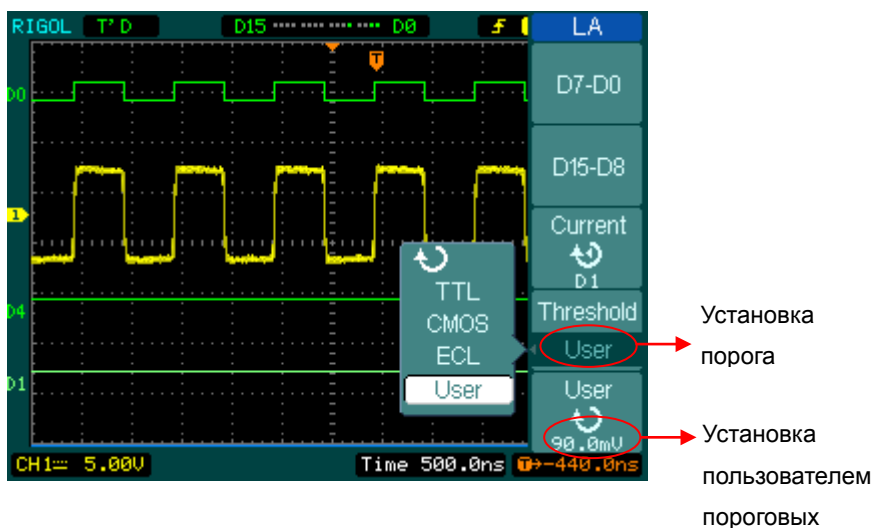 RIGOL T'D D15 D0 LA
D7-D0
D0
D15-D8
1
Current
D1
TTL
D4
Threshold
CMOS
ECL
User
D1
User
User
90.0mV
CH1 5.00V Time 500.0ns T→-440.0ns
T
Установка
порога
Установка
пользователем
пороговых